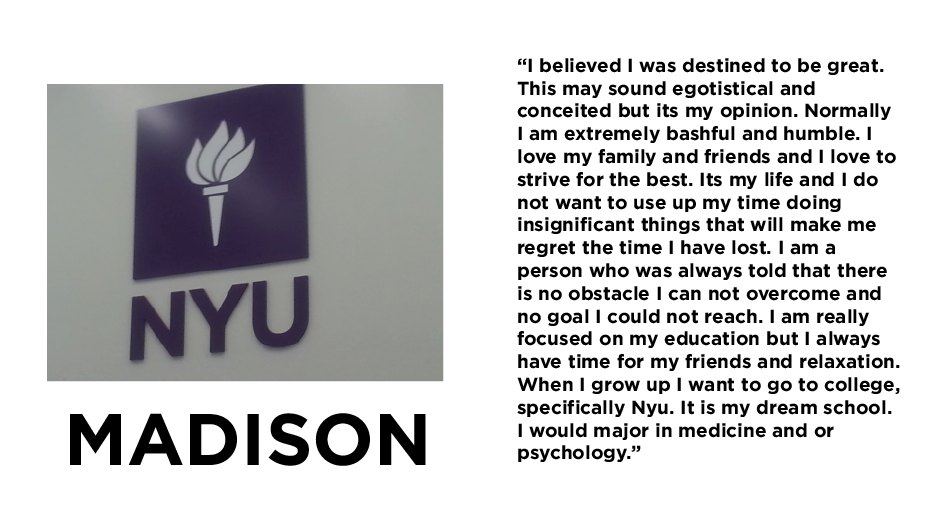 NYU
MADISON
“I believed I was destined to be great.
This may sound egotistical and
conceited but its my opinion. Normally
I am extremely bashful and humble. I
love my family and friends and I love to
strive for the best. Its my life and I do
not want to use up my time doing
insignificant things that will make me
regret the time I have lost. I am a
person who was always told that there
is no obstacle I can not overcome and
no goal I could not reach. I am really
focused on my education but I always
have time for my friends and relaxation.
When I grow up I want to go to college,
specifically Nyu. It is my dream school.
I would major in medicine and or
psychology.”